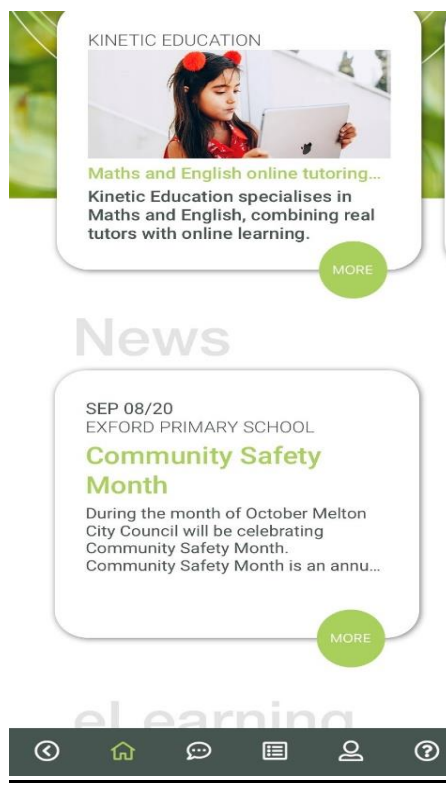 KINETIC EDUCATION
Maths and English online tutoring...
Kinetic Education specialises in
Maths and English, combining real
tutors with online learning.
MORE
News
SEP 08/20
EXFORD PRIMARY SCHOOL
Community Safety
Month
During the month of October Melton
City Council will be celebrating
Community Safety Month.
Community Safety Month is an annu...
MORE
eLearning